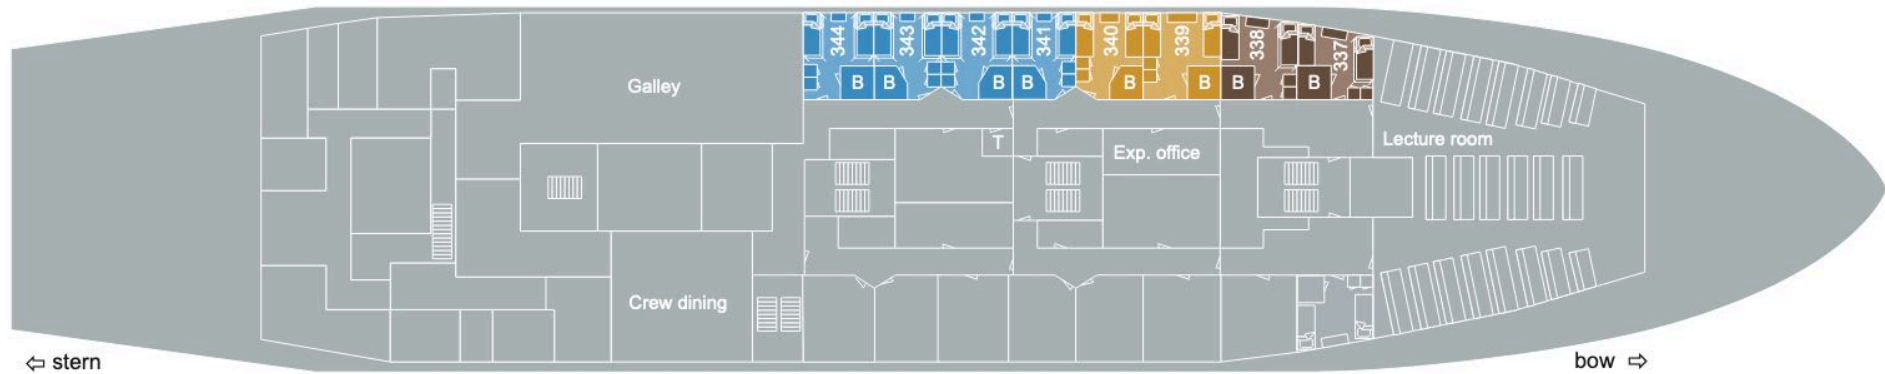 344
343
342
341
340
339
338
337
Galley
B
B
B
B
B
B
B
B
T
Exp. office
Lecture room
Crew dining
⇦ stern
bow ⇨